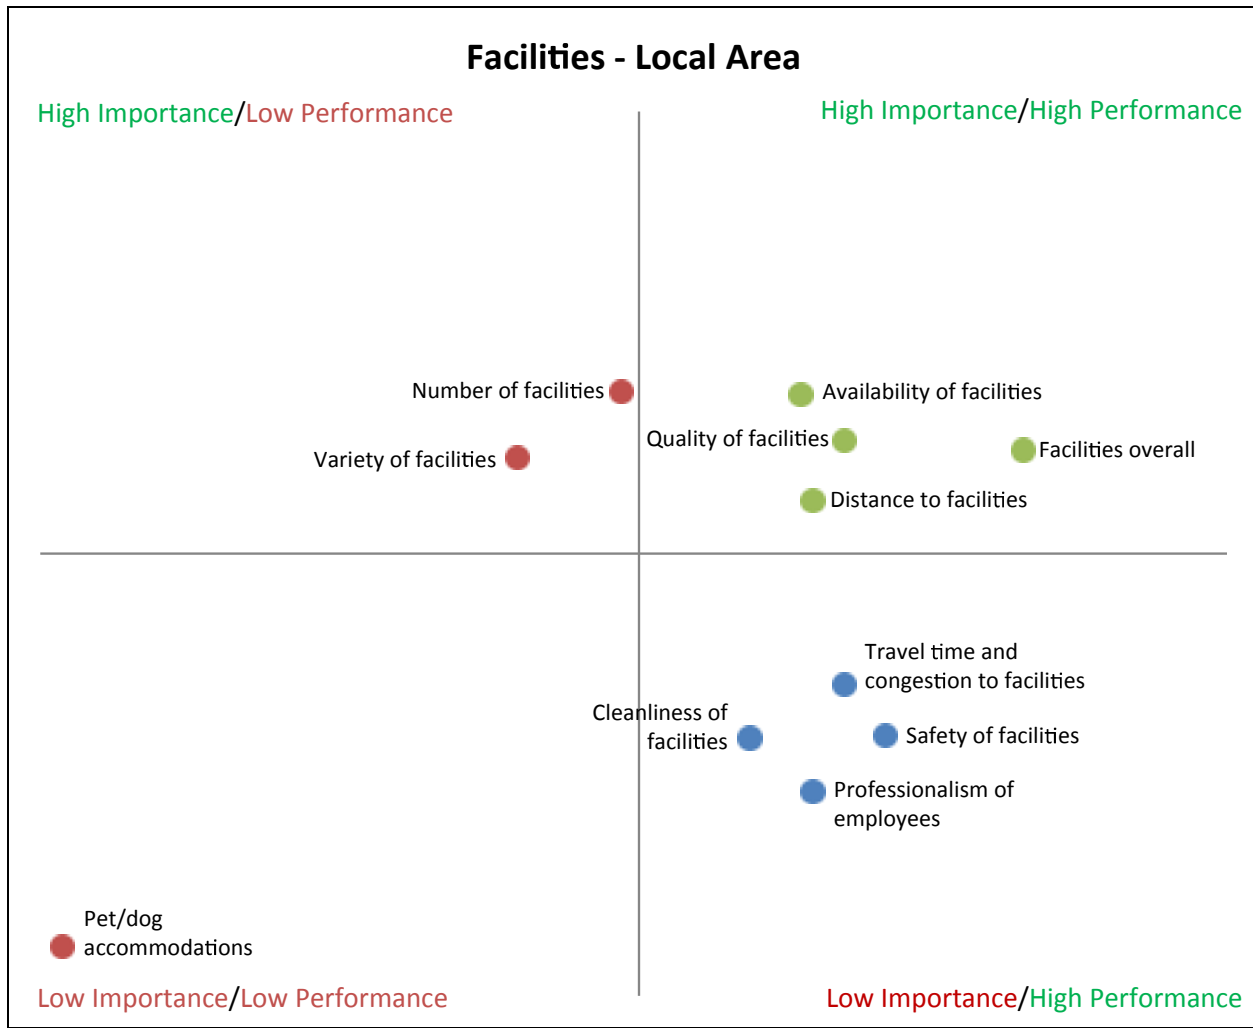 Facilities - Local Area
High Importance/Low Performance
High Importance/High Performance
Number of facilities
Availability of facilities
Quality of facilities
Facilities overall
Variety of facilities
Distance to facilities
Travel time and
congestion to facilities
Cleanliness of
facilities
Safety of facilities
Professionalism of
employees
Pet/dog
accommodations
Low Importance/Low Performance
Low Importance/High Performance